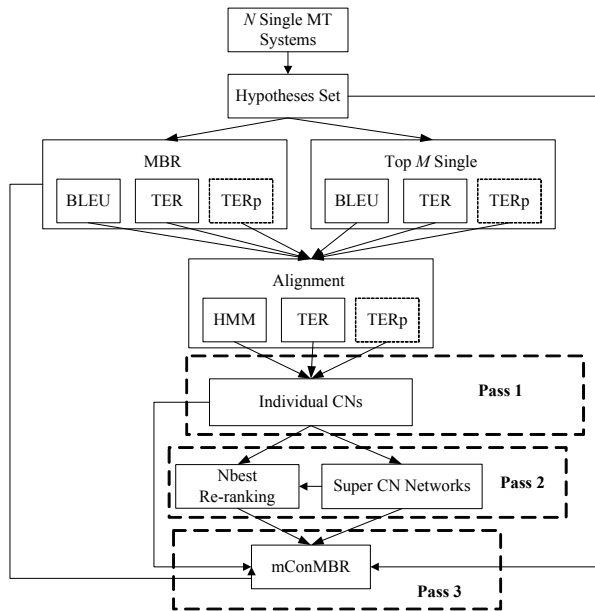 N Single MT
Systems
Hypotheses Set
MBR
Top M Single
BLEU TER TERp
BLEU TER TERp
Alignment
HMM TER TERp
Individual CNs
Pass 1
Nbest
Re-ranking
Super CN Networks
Pass 2
mConMBR
Pass 3